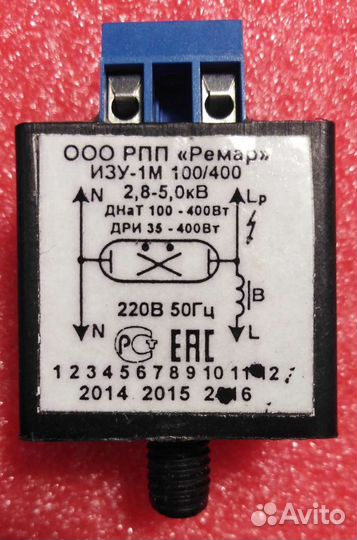 ООО РПП «Ремар»
ИЗУ-1М 100/400
2,8-5,0кВ
N Lp
ДНаТ 100 - 400Вт
ДРИ 35 - 400Вт
B
220В 50Гц
N L
РСт ЕАС
1 2 3 4 5 6 7 8 9 10 11 12
2014 2015 2016
Avito